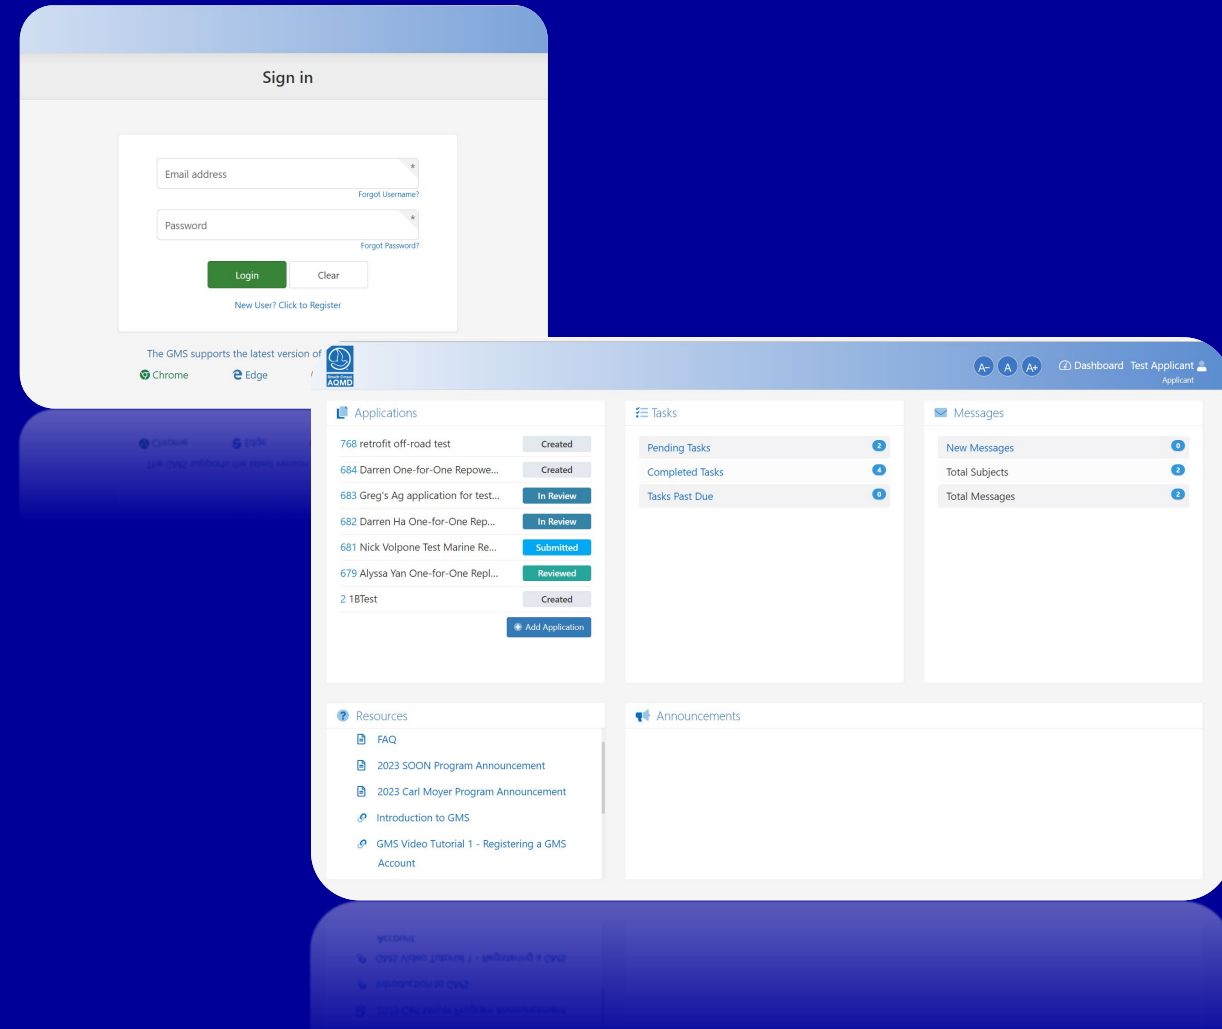 Sign in
Email address
*
Forgot Username?
Password
*
Forgot Password?
Login
Clear
New User? Click to Register
The GMS supports the latest version of
Chrome
Edge
South Coast
AQMD
A-
A
A+
Dashboard
Test Applicant
Applicant
Applications
768 retrofit off-road test
Created
684 Darren One-for-One Repowe...
Created
683 Greg's Ag application for test...
In Review
682 Darren Ha One-for-One Rep...
In Review
681 Nick Volpone Test Marine Re...
Submitted
679 Alyssa Yan One-for-One Repl...
Reviewed
2 1BTest
Created
Add Application
Tasks
Pending Tasks
2
Completed Tasks
4
Tasks Past Due
0
Messages
New Messages
0
Total Subjects
2
Total Messages
2
Resources
FAQ
2023 SOON Program Announcement
2023 Carl Moyer Program Announcement
Introduction to GMS
GMS Video Tutorial 1 - Registering a GMS
Account
Announcements